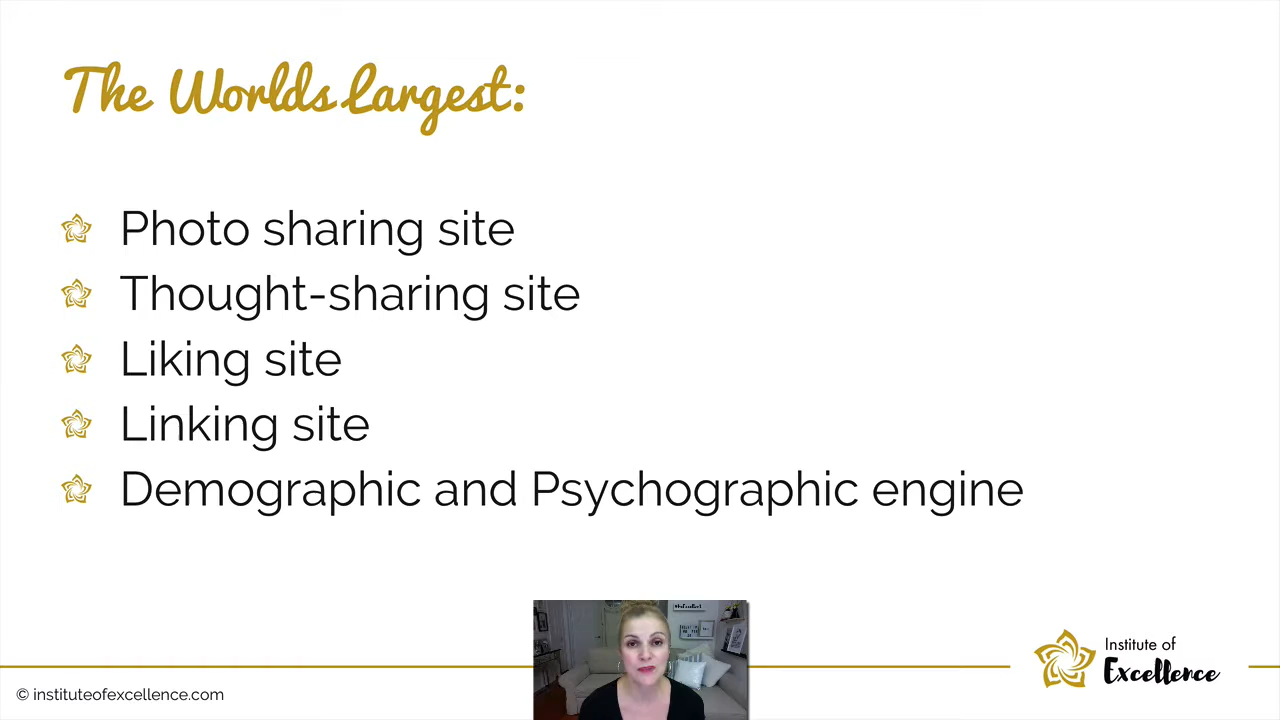 The Worlds Largest:
Photo sharing site
Thought-sharing site
Liking site
Linking site
Demographic and Psychographic engine
Institute of
Excellence
© instituteofexcellence.com